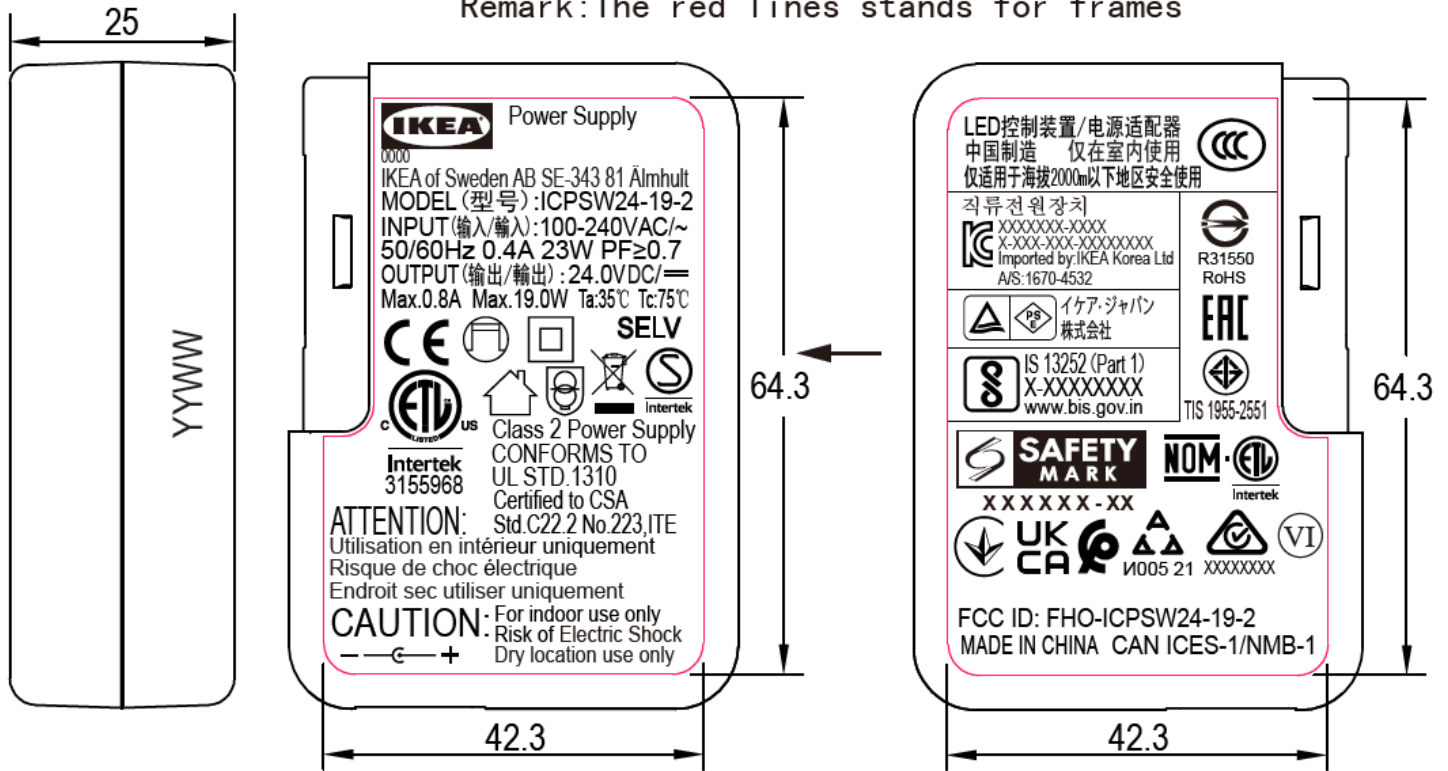 Remark:The red lines stands for frames
25
YYWW
IKEA
Power Supply
0000
IKEA of Sweden AB SE-343 81 Älmhult
MODEL(型号):ICPSW24-19-2
INPUT(输入/輸入):100-240VAC/~
50/60Hz 0.4A 23W PF≥0.7
OUTPUT(输出/輸出):24.0VDC/⎓
Max.0.8A Max.19.0W Ta:35℃ Tc:75℃
CE
SELV
S
Intertek
ETL
LISTED
C US
Intertek
3155968
Class 2 Power Supply
CONFORMS TO
UL STD.1310
Certified to CSA
Std.C22.2 No.223,ITE
ATTENTION:
Utilisation en intérieur uniquement
Risque de choc électrique
Endroit sec utiliser uniquement
CAUTION:
For indoor use only
Risk of Electric Shock
Dry location use only
64.3
42.3
LED控制装置/电源适配器
中国制造 仅在室内使用
仅适用于海拔2000m以下地区安全使用
CCC
직류전원장치
KC
XXXXXXX-XXXX
X-XXX-XXX-XXXXXXXX
Imported by:IKEA Korea Ltd
A/S:1670-4532
R31550
RoHS
PS
E
イケア・ジャパン
株式会社
EAC
IS 13252 (Part 1)
X-XXXXXXXX
www.bis.gov.in
TIS 1955-2551
SAFETY
MARK
XXXXXX-XX
NOM
ETL
Intertek
UK
CA
И005 21
XXXXXXXX
VI
FCC ID: FHO-ICPSW24-19-2
MADE IN CHINA CAN ICES-1/NMB-1
64.3
42.3